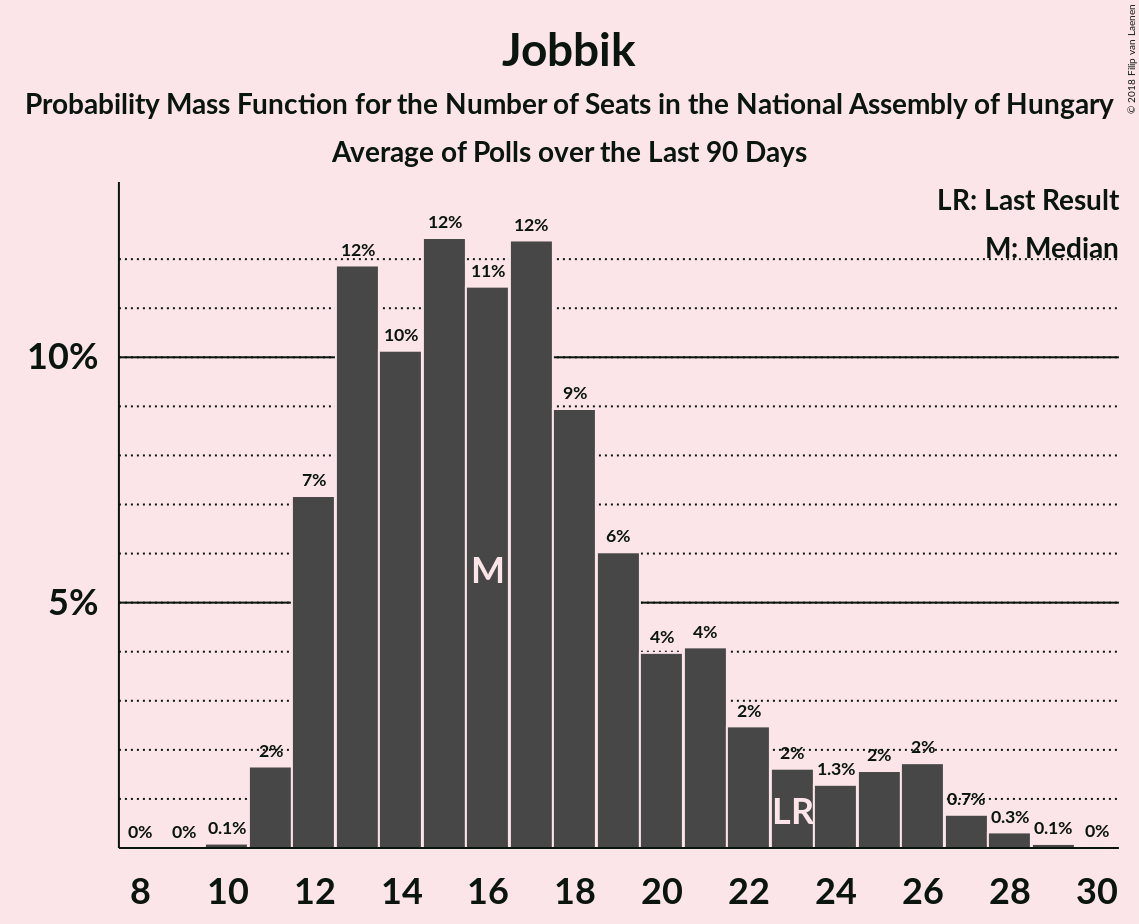 Jobbik
Probability Mass Function for the Number of Seats in the National Assembly of Hungary
Average of Polls over the Last 90 Days
© 2018 Filip van Laenen
LR: Last Result
M: Median
10%
5%
0%
0%
0.1%
2%
7%
12%
10%
12%
11%
12%
9%
6%
4%
4%
2%
2%
1.3%
2%
2%
0.7%
0.3%
0.1%
0%
M
LR
8 10 12 14 16 18 20 22 24 26 28 30